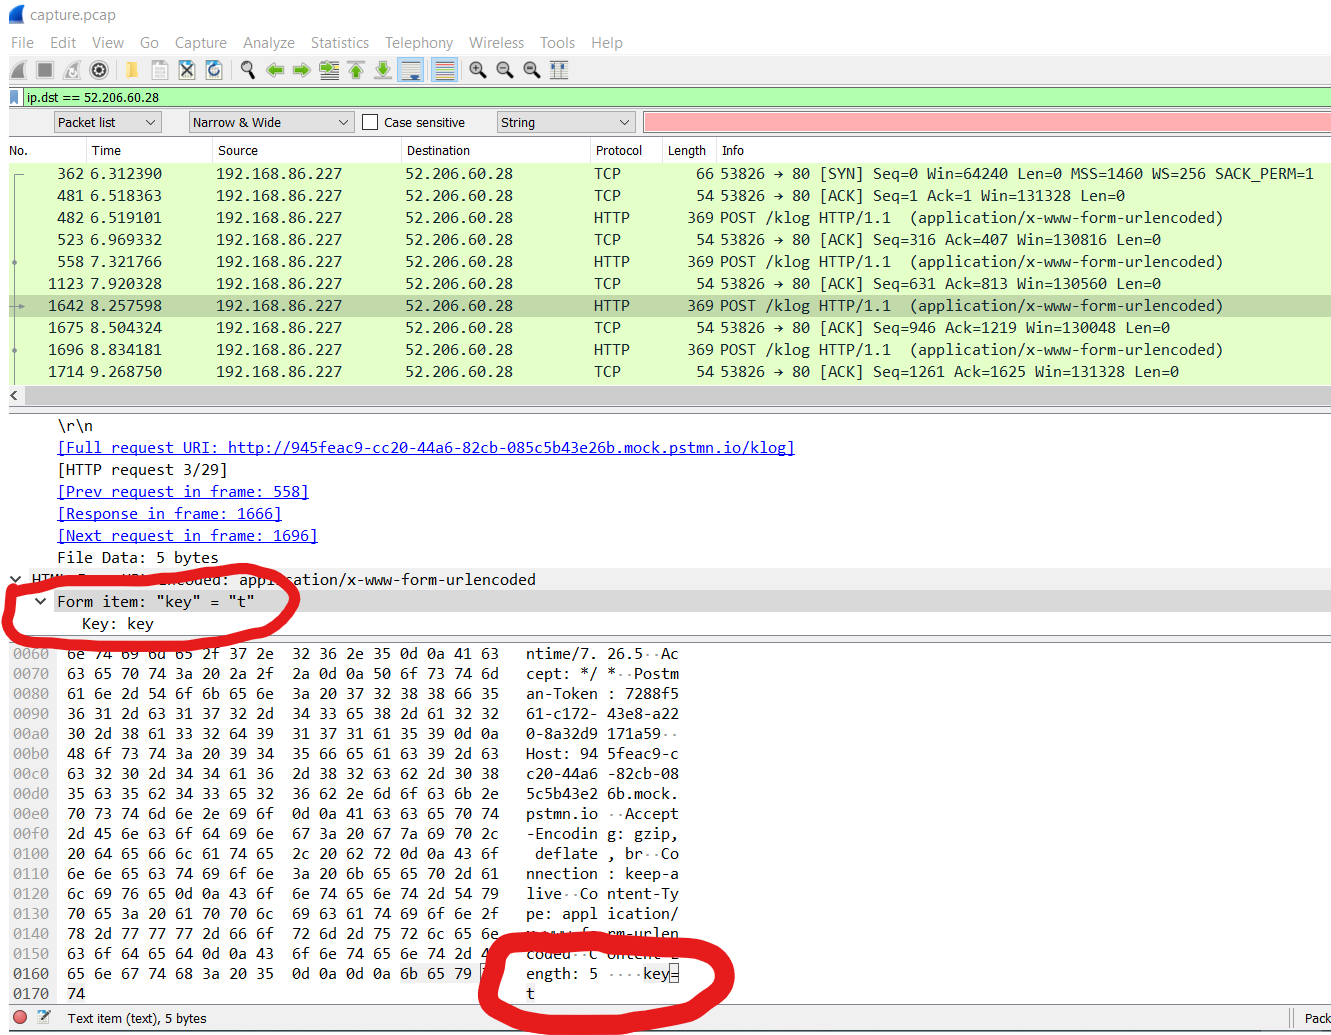 capture.pcap
File Edit View Go Capture Analyze Statistics Telephony Wireless Tools Help
ip.dst == 52.206.60.28
Packet list Narrow & Wide Case sensitive String
No. Time Source Destination Protocol Length Info
362 6.312390 192.168.86.227 52.206.60.28 TCP 66 53826 → 80 [SYN] Seq=0 Win=64240 Len=0 MSS=1460 WS=256 SACK_PERM=1
481 6.518363 192.168.86.227 52.206.60.28 TCP 54 53826 → 80 [ACK] Seq=1 Ack=1 Win=131328 Len=0
482 6.519101 192.168.86.227 52.206.60.28 HTTP 369 POST /klog HTTP/1.1 (application/x-www-form-urlencoded)
523 6.969332 192.168.86.227 52.206.60.28 TCP 54 53826 → 80 [ACK] Seq=316 Ack=407 Win=130816 Len=0
558 7.321766 192.168.86.227 52.206.60.28 HTTP 369 POST /klog HTTP/1.1 (application/x-www-form-urlencoded)
1123 7.920328 192.168.86.227 52.206.60.28 TCP 54 53826 → 80 [ACK] Seq=631 Ack=813 Win=130560 Len=0
1642 8.257598 192.168.86.227 52.206.60.28 HTTP 369 POST /klog HTTP/1.1 (application/x-www-form-urlencoded)
1675 8.504324 192.168.86.227 52.206.60.28 TCP 54 53826 → 80 [ACK] Seq=946 Ack=1219 Win=130048 Len=0
1696 8.834181 192.168.86.227 52.206.60.28 HTTP 369 POST /klog HTTP/1.1 (application/x-www-form-urlencoded)
1714 9.268750 192.168.86.227 52.206.60.28 TCP 54 53826 → 80 [ACK] Seq=1261 Ack=1625 Win=131328 Len=0
\r\n
[Full request URI: http://945feac9-cc20-44a6-82cb-085c5b43e26b.mock.pstmn.io/klog]
[HTTP request 3/29]
[Prev request in frame: 558]
[Response in frame: 1666]
[Next request in frame: 1696]
File Data: 5 bytes
application/x-www-form-urlencoded
Form item: "key" = "t"
Key: key
0060 6e 74 69 6d 65 2f 37 2e 32 36 2e 35 0d 0a 41 63 ntime/7. 26.5··Ac
0070 63 65 70 74 3a 20 2a 2f 2a 0d 0a 50 6f 73 74 6d cept: */ *··Postm
0080 61 6e 2d 54 6f 6b 65 6e 3a 20 37 32 38 38 66 35 an-Token : 7288f5
0090 36 31 2d 63 31 37 32 2d 34 33 65 38 2d 61 32 32 61-c172- 43e8-a22
00a0 30 2d 38 61 33 32 64 39 31 37 31 61 35 39 0d 0a 0-8a32d9 171a59··
00b0 48 6f 73 74 3a 20 39 34 35 66 65 61 63 39 2d 63 Host: 94 5feac9-c
00c0 63 32 30 2d 34 34 61 36 2d 38 32 63 62 2d 30 38 c20-44a6 -82cb-08
00d0 35 63 35 62 34 33 65 32 36 62 2e 6d 6f 63 6b 2e 5c5b43e2 6b.mock.
00e0 70 73 74 6d 6e 2e 69 6f 0d 0a 41 63 63 65 70 74 pstmn.io ··Accept
00f0 2d 45 6e 63 6f 64 69 6e 67 3a 20 67 7a 69 70 2c -Encodin g: gzip,
0100 20 64 65 66 6c 61 74 65 2c 20 62 72 0d 0a 43 6f deflate , br··Co
0110 6e 6e 65 63 74 69 6f 6e 3a 20 6b 65 65 70 2d 61 nnection : keep-a
0120 6c 69 76 65 0d 0a 43 6f 6e 74 65 6e 74 2d 54 79 live··Co ntent-Ty
0130 70 65 3a 20 61 70 70 6c 69 63 61 74 69 6f 6e 2f pe: appl ication/
0140 78 2d 77 77 77 2d 66 6f 72 6d 2d 75 72 6c 65 6e rm-urlen
0150 63 6f 64 65 64 0d 0a 43 6f 6e 74 65 6e 74 2d coded
0160 65 6e 67 74 68 3a 20 35 0d 0a 0d 0a 6b 65 79 ength: 5 ····key=
0170 74 t
Text item (text), 5 bytes Pack